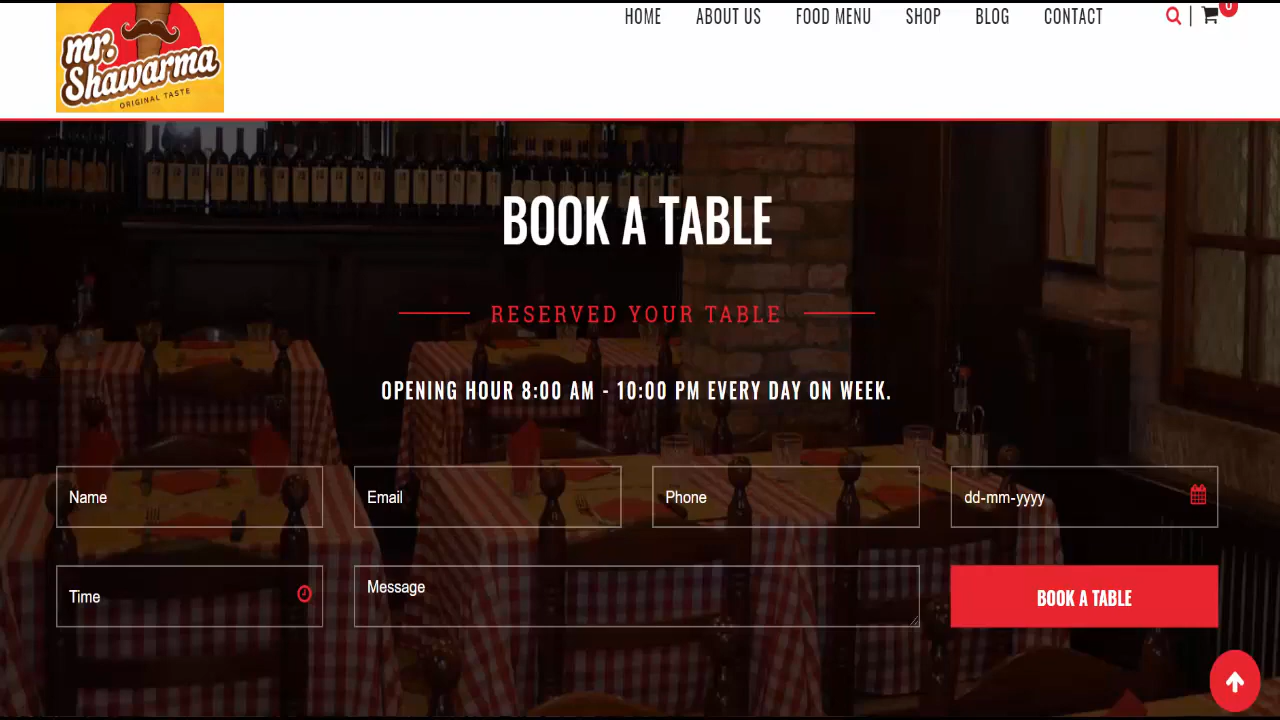 HOME ABOUT US FOOD MENU SHOP BLOG CONTACT
0
mr.
Shawarma
ORIGINAL TASTE
BOOK A TABLE
RESERVED YOUR TABLE
OPENING HOUR 8:00 AM - 10:00 PM EVERY DAY ON WEEK.
Name Email Phone dd-mm-yyyy
Time Message BOOK A TABLE